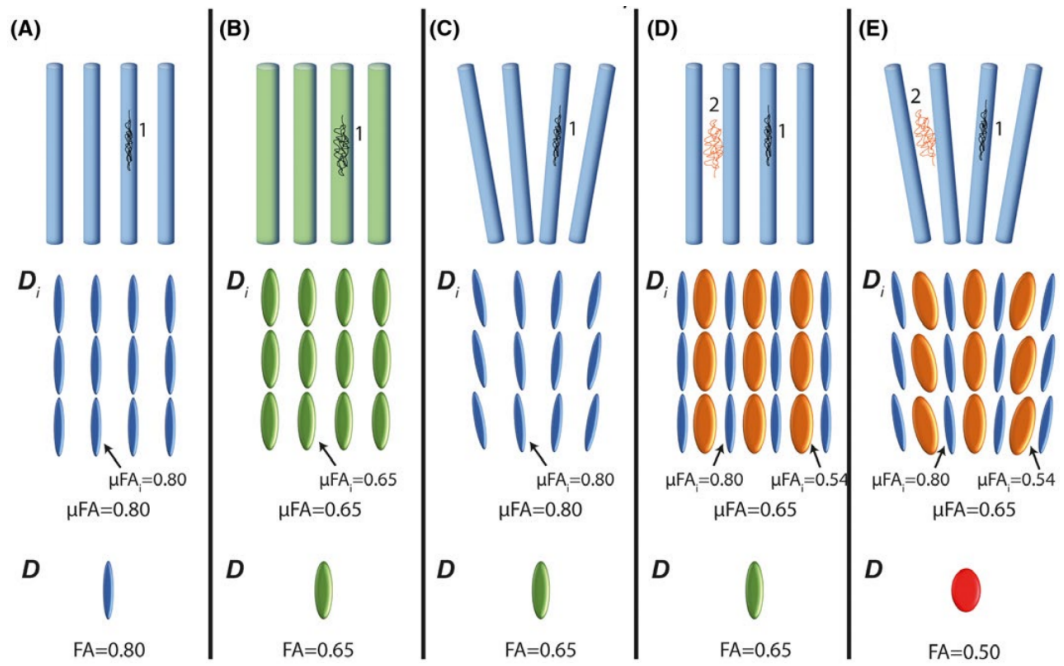 (A) (B) (C) (D) (E)
1 1 1 2 1 2 1
Di Di Di Di Di
μFAi=0.80 μFAi=0.65 μFAi=0.80 μFAi=0.80 μFAi=0.54 μFAi=0.80 μFAi=0.54
μFA=0.80 μFA=0.65 μFA=0.80 μFA=0.65 μFA=0.65
D D D D D
FA=0.80 FA=0.65 FA=0.65 FA=0.65 FA=0.50